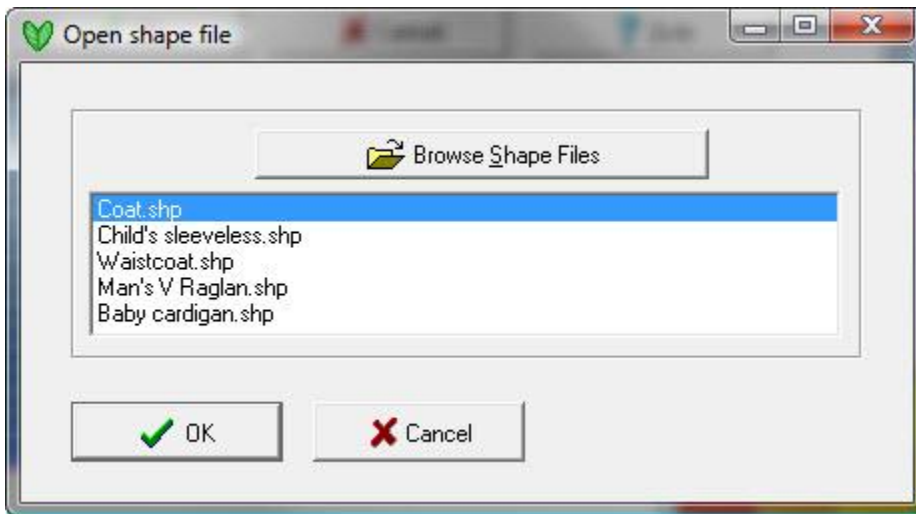 Open shape file
Browse Shape Files
Coat.shp
Child's sleeveless.shp
Waistcoat.shp
Man's V Raglan.shp
Baby cardigan.shp
OK
Cancel